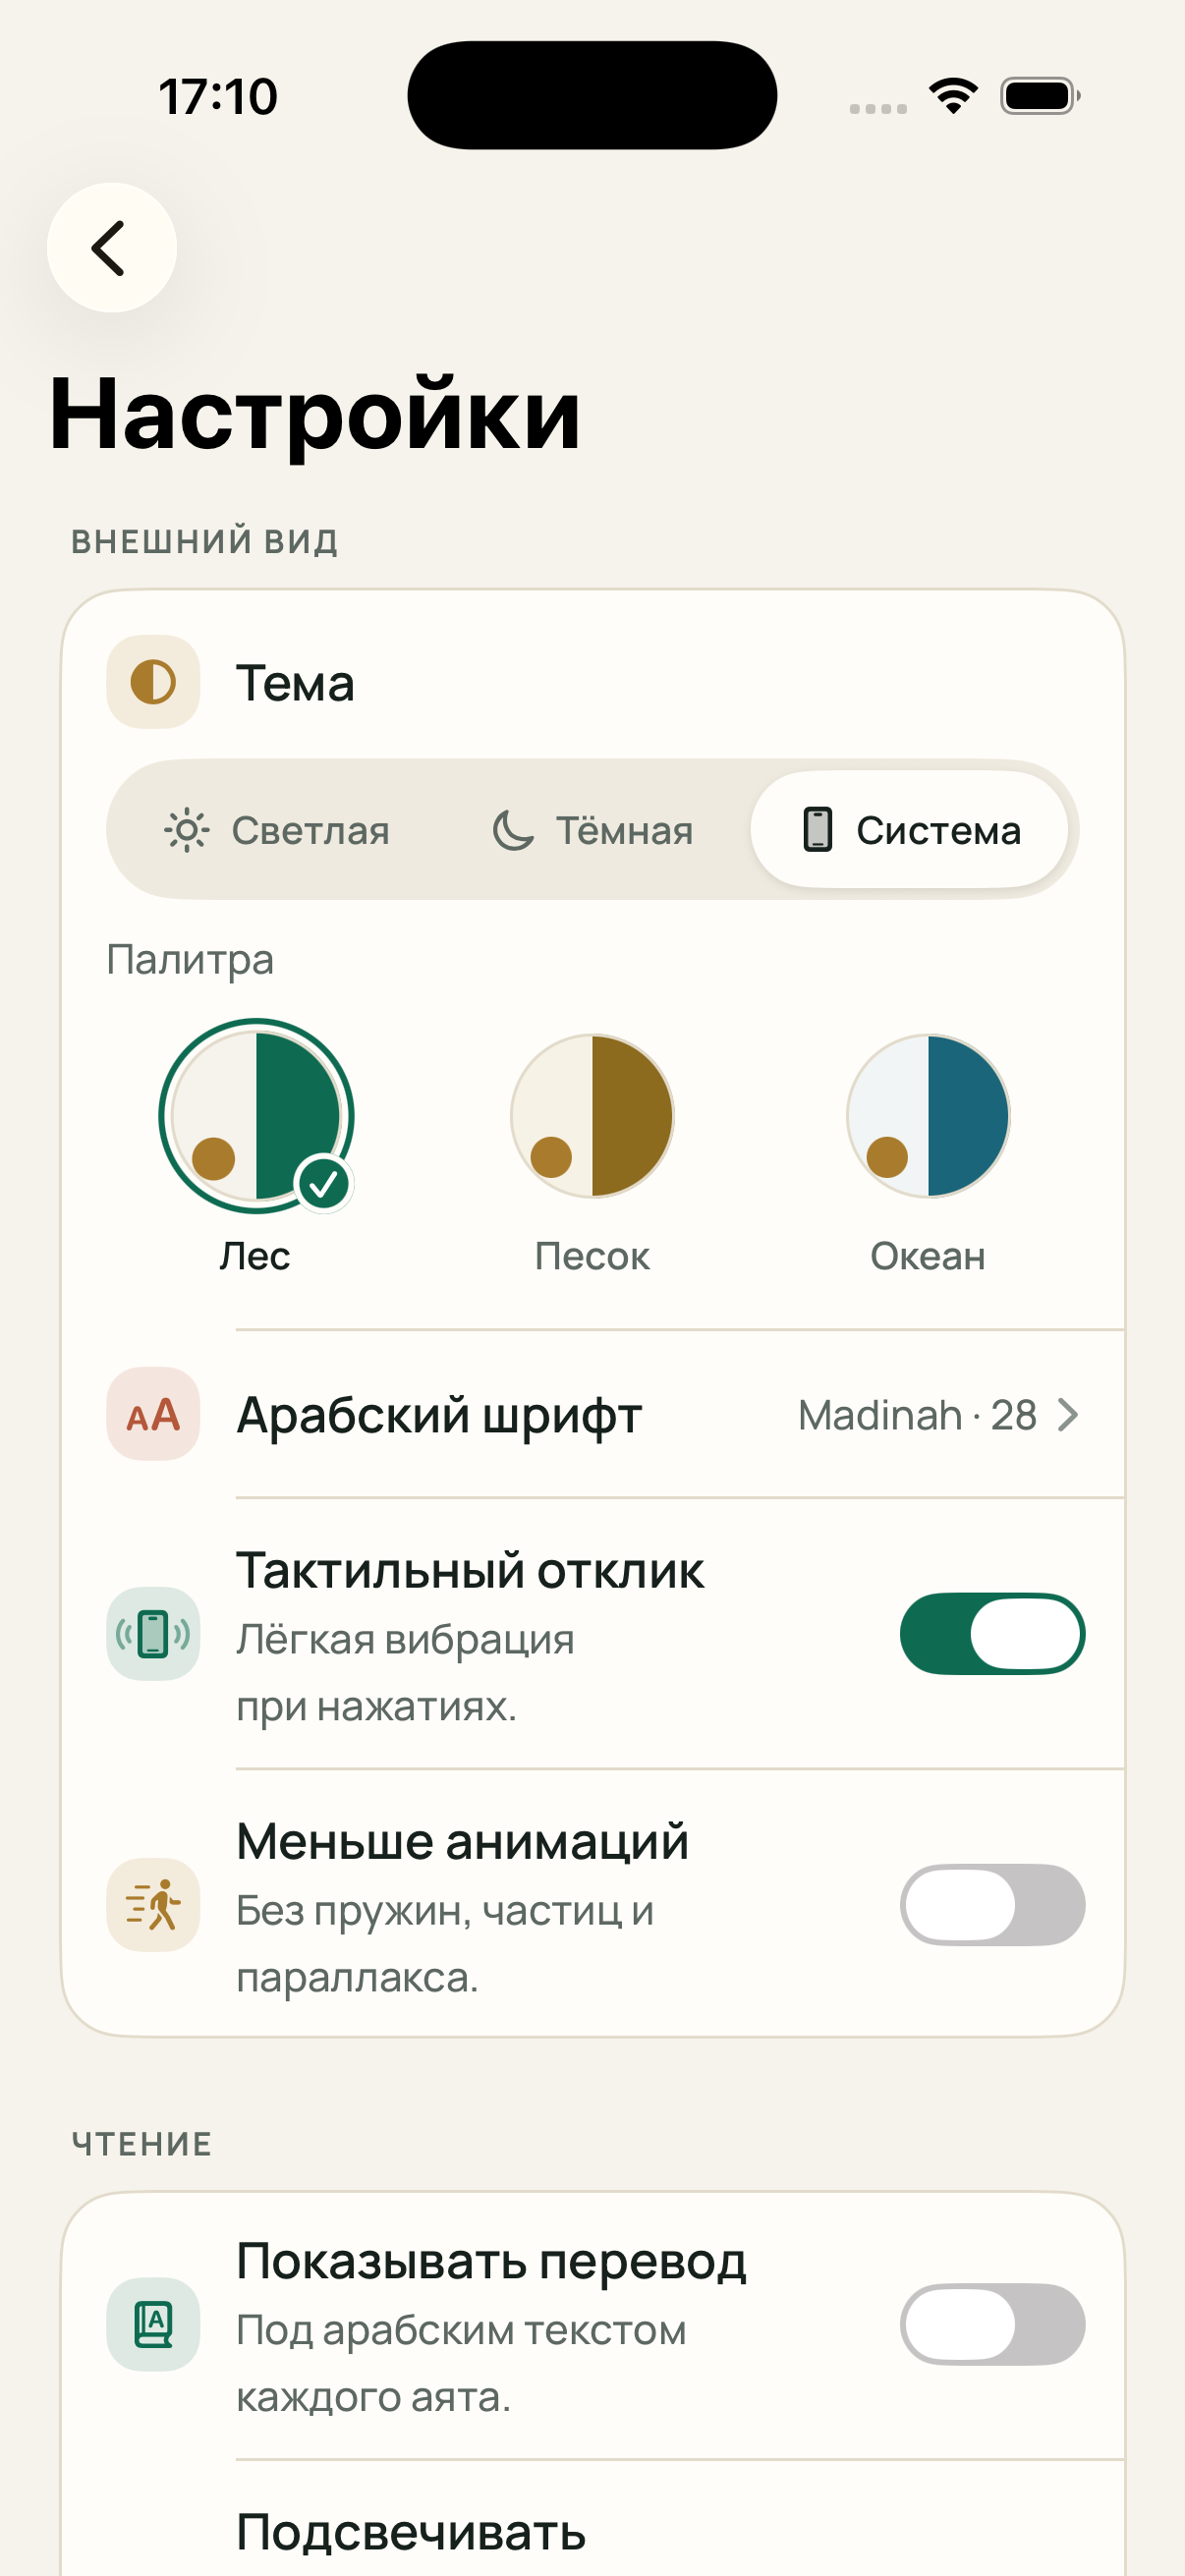 17:10
Настройки
ВНЕШНИЙ ВИД
Тема
Светлая Тёмная Система
Палитра
Лес Песок Океан
AA Арабский шрифт Madinah · 28
Тактильный отклик
Лёгкая вибрация
при нажатиях.
Меньше анимаций
Без пружин, частиц и
параллакса.
ЧТЕНИЕ
Показывать перевод
A
Под арабским текстом
каждого аята.
Подсвечивать